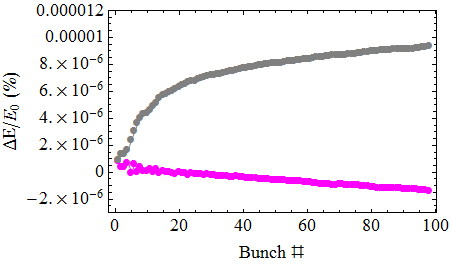 0.000012
0.00001
8. × 10⁻⁶
6. × 10⁻⁶
4. × 10⁻⁶
2. × 10⁻⁶
0
−2. × 10⁻⁶
ΔE/E₀ (%)
0 20 40 60 80 100
Bunch #